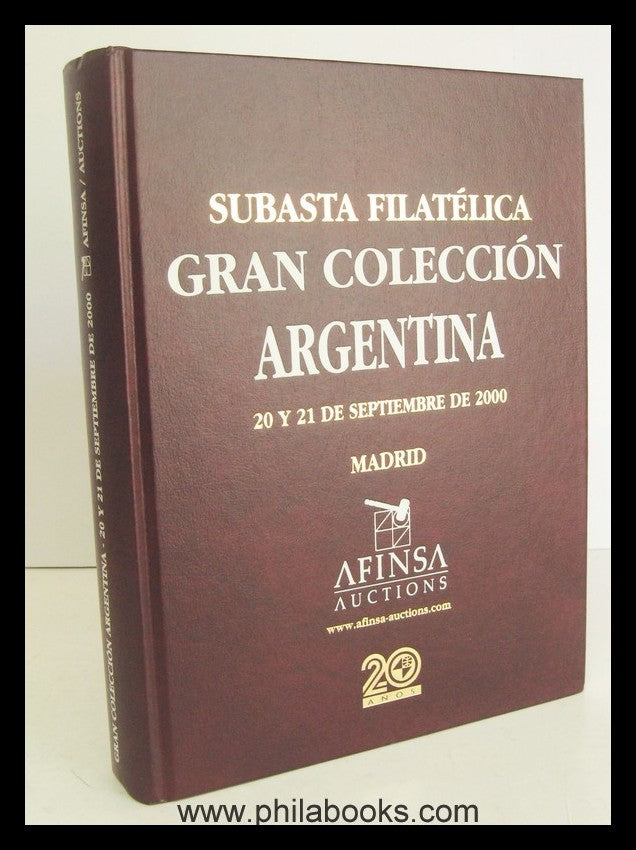 GRAN COLECCIÓN ARGENTINA - 20 Y 21 DE SEPTIEMBRE DE 2000 AFINSA / AUCTIONS
SUBASTA FILATÉLICA
GRAN COLECCIÓN
ARGENTINA
20 Y 21 DE SEPTIEMBRE DE 2000
MADRID
AFINSA
AUCTIONS
www.afinsa-auctions.com
20
AÑOS
www.philabooks.com